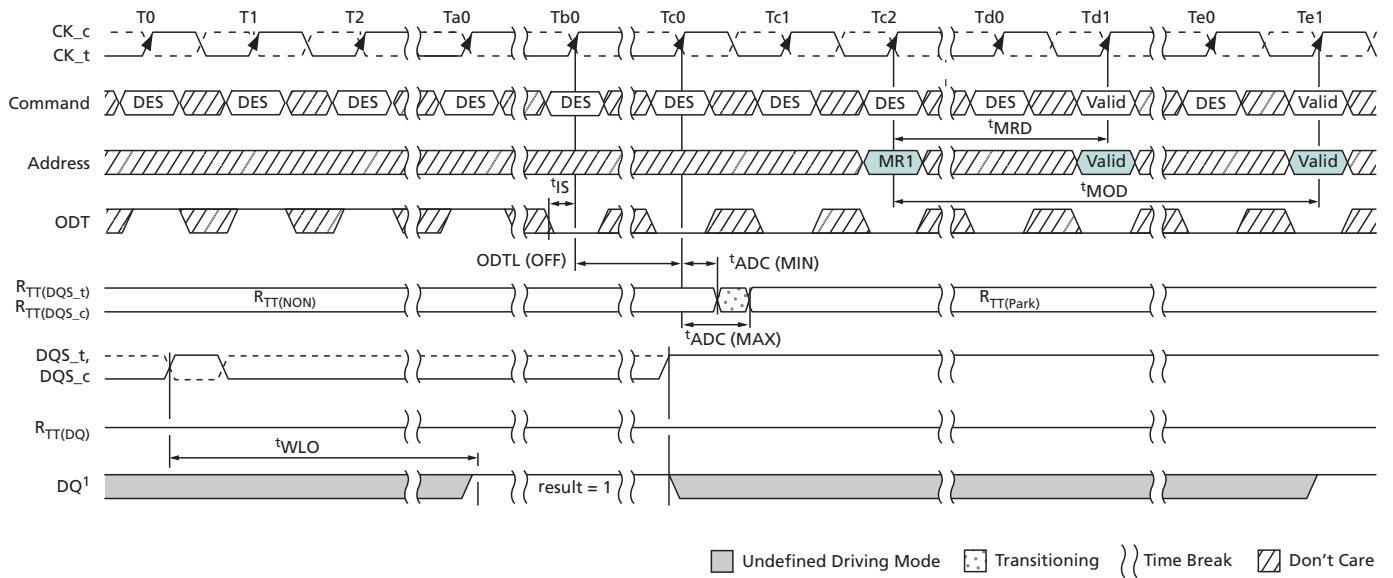 T0 T1 T2 Ta0 Tb0 Tc0 Tc1 Tc2 Td0 Td1 Te0 Te1
CK_c
CK_t
Command DES DES DES DES DES DES DES DES DES Valid DES Valid
tMRD
Address MR1 Valid Valid
tIS
tMOD
ODT
ODTL (OFF) tADC (MIN)
RTT(DQS_t)
RTT(NON) RTT(Park)
RTT(DQS_c)
tADC (MAX)
DQS_t,
DQS_c
RTT(DQ)
tWLO
DQ1 result = 1
Undefined Driving Mode Transitioning Time Break Don't Care